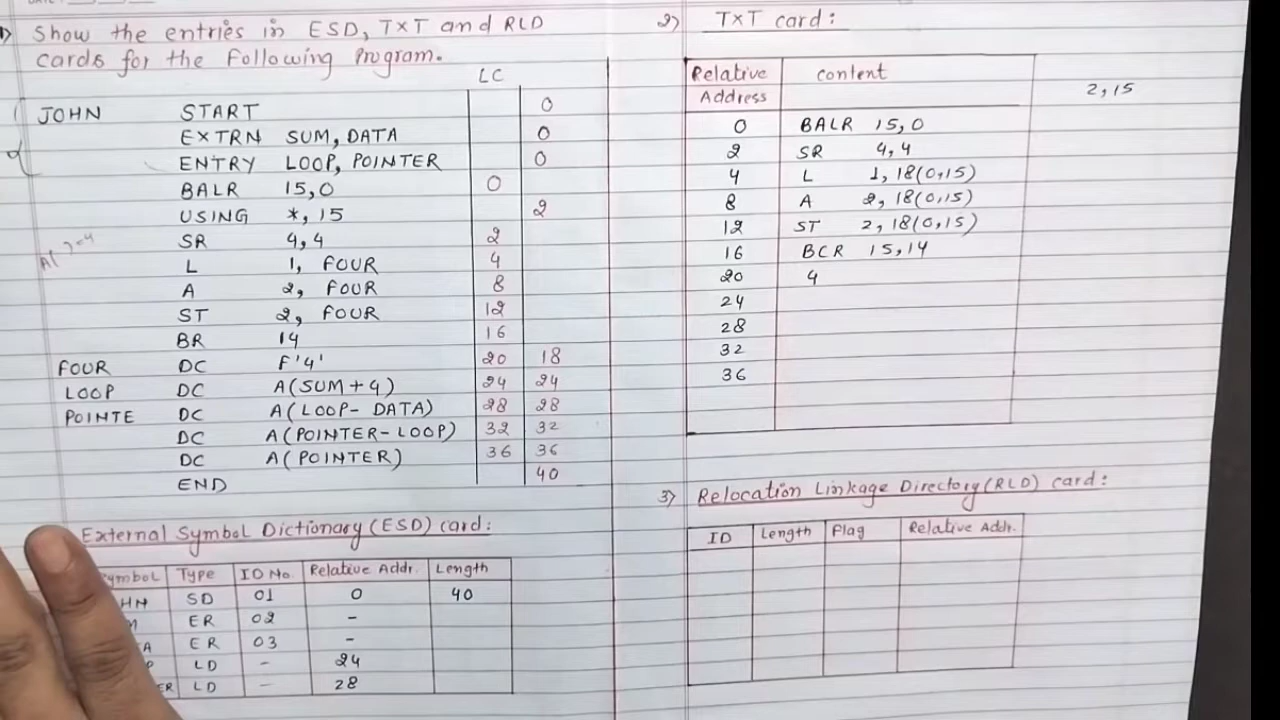 1) Show the entries in ESD, TXT and RLD
cards for the Following Program.
LC
JOHN START 0
EXTRN SUM, DATA 0
ENTRY LOOP, POINTER 0
BALR 15,0 0
USING *, 15 2
SR 4,4 2
L 1, FOUR 4
A 2, FOUR 8
ST 2, FOUR 12
BR 14 16
FOUR DC F'4' 20 18
LOOP DC A(SUM+4) 24 24
POINTE DC A(LOOP- DATA) 28 28
DC A(POINTER-LOOP) 32 32
DC A(POINTER) 36 36
END 40
External Symbol Dictionary (ESD) card:
ymbol Type ID No. Relative Addr. Length
HN SD 01 0 40
M ER 02 -
A ER 03 -
P LD - 24
ER LD - 28
2) TXT card:
Relative Address content
2,15
0 BALR 15,0
2 SR 4,4
4 L 1, 18(0,15)
8 A 2, 18(0,15)
12 ST 2, 18(0,15)
16 BCR 15,14
20 4
24
28
32
36
3) Relocation Linkage Directory (RLD) card:
ID Length Flag Relative Addr.